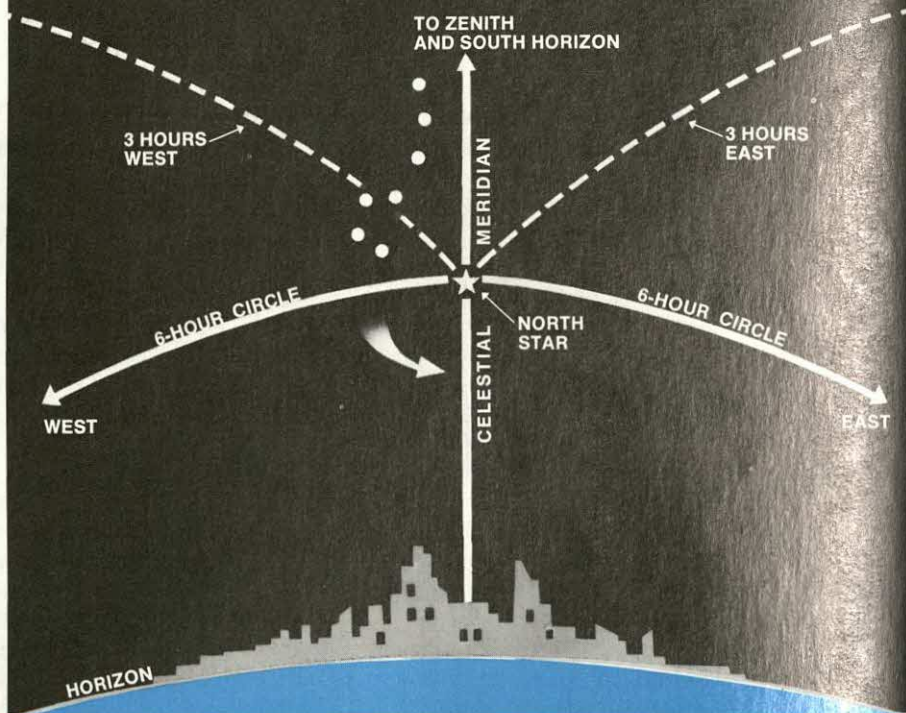 TO ZENITH
AND SOUTH HORIZON
3 HOURS
WEST
3 HOURS
EAST
MERIDIAN
6-HOUR CIRCLE
6-HOUR CIRCLE
NORTH
STAR
CELESTIAL
WEST
EAST
HORIZON